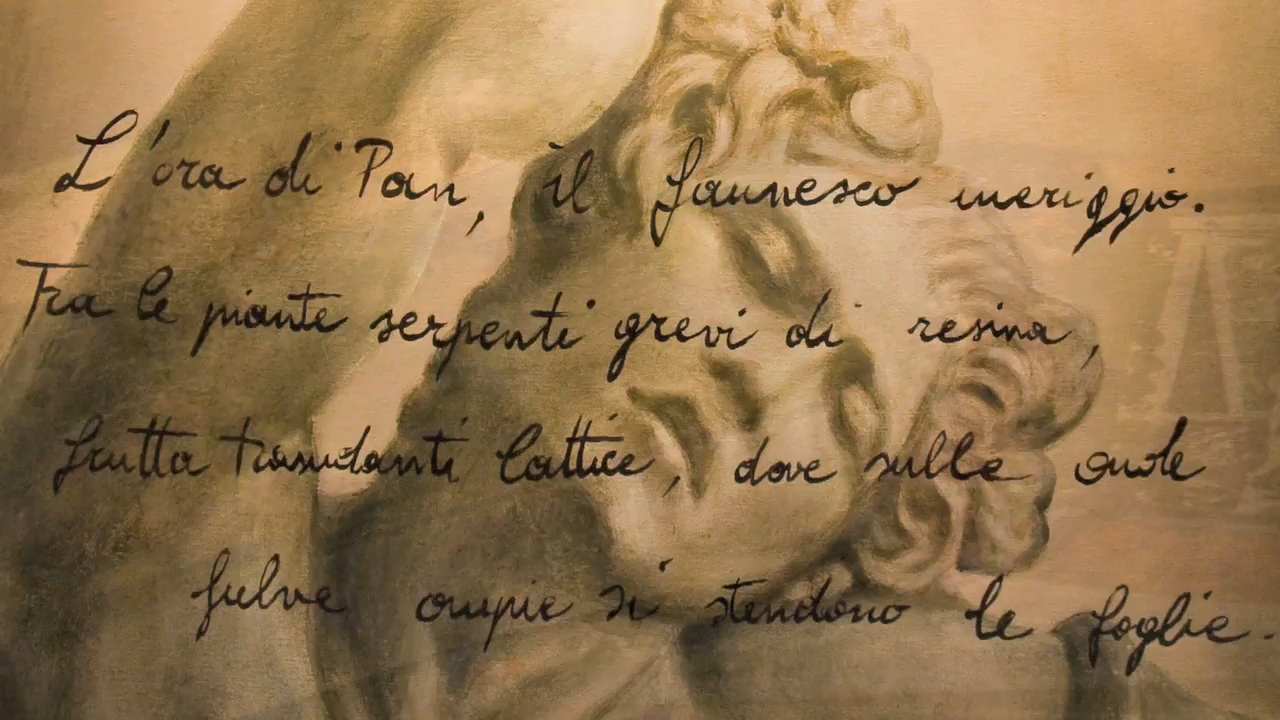 L'ora di Pan, il faunesco meriggio.
Fra le piante serpenti grevi di resina,
frutta trasudanti lattice, dove sulle onde
fulve ampie si stendono le foglie.